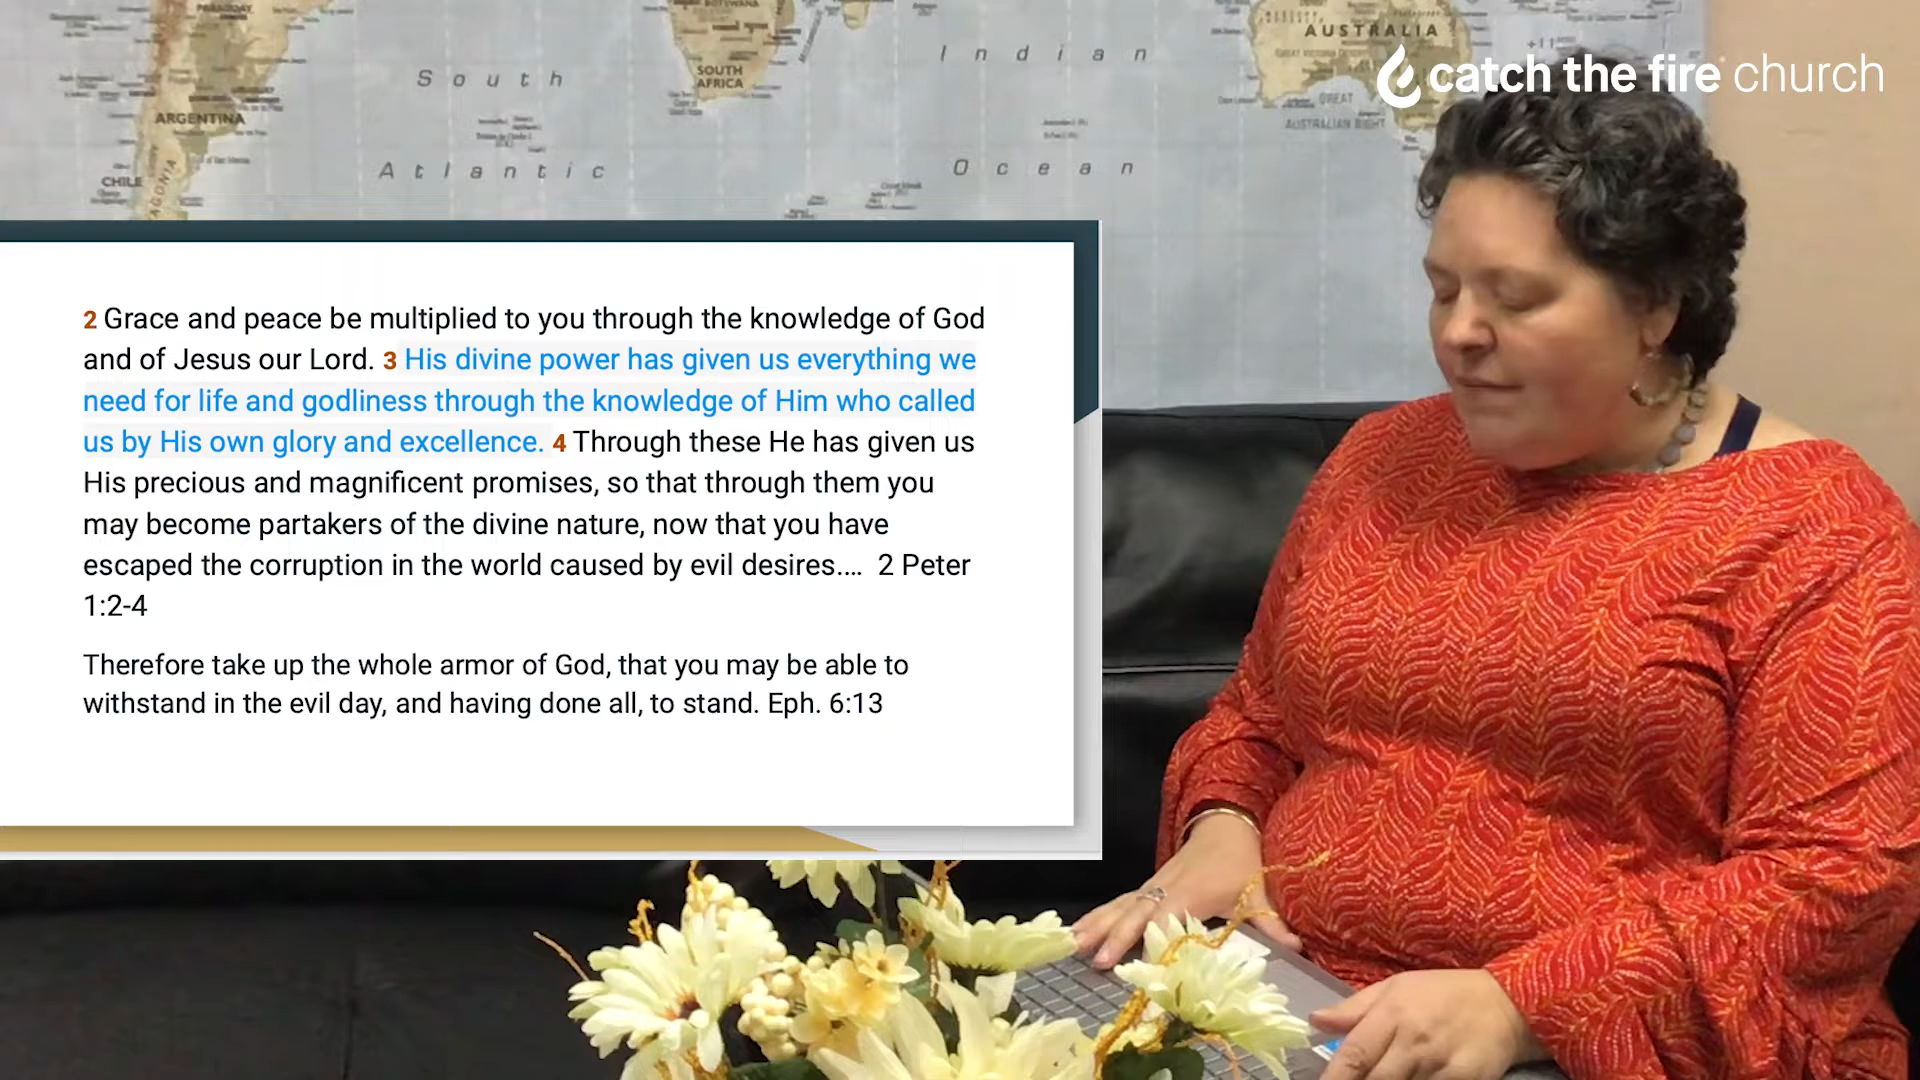 PARAGUAY
BOTSWANA
AUSTRALIA
SOUTH
AFRICA
South
Indian
ARGENTINA
GREAT
AUSTRALIAN BIGHT
Atlantic
Ocean
CHILE
catch the fire church
2 Grace and peace be multiplied to you through the knowledge of God
and of Jesus our Lord. 3 His divine power has given us everything we
need for life and godliness through the knowledge of Him who called
us by His own glory and excellence. 4 Through these He has given us
His precious and magnificent promises, so that through them you
may become partakers of the divine nature, now that you have
escaped the corruption in the world caused by evil desires.... 2 Peter
1:2-4
Therefore take up the whole armor of God, that you may be able to
withstand in the evil day, and having done all, to stand. Eph. 6:13